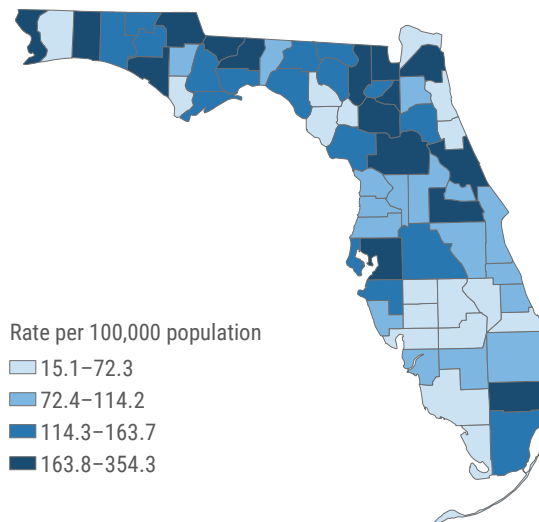 Rate per 100,000 population
15.1–72.3
72.4–114.2
114.3–163.7
163.8–354.3